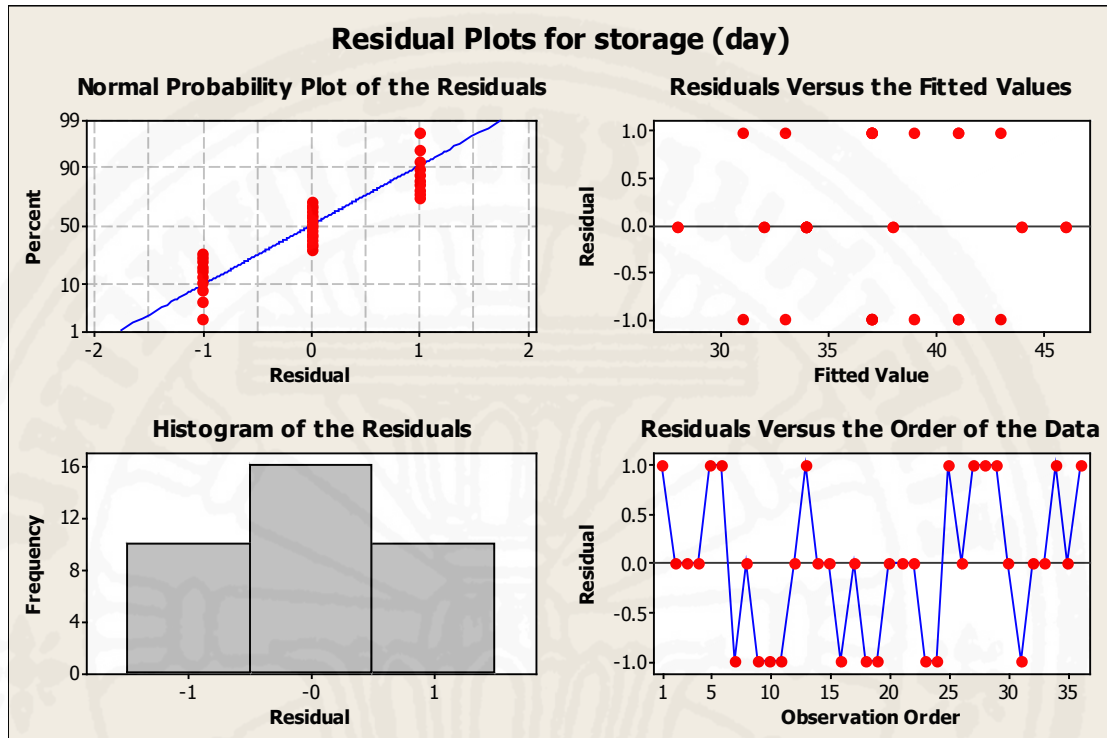 Residual Plots for storage (day)
Normal Probability Plot of the Residuals
99
90
50
10
1
Percent
-2 -1 0 1 2
Residual
Residuals Versus the Fitted Values
1.0
0.5
0.0
-0.5
-1.0
Residual
30 35 40 45
Fitted Value
Histogram of the Residuals
16
12
8
4
0
Frequency
-1 -0 1
Residual
Residuals Versus the Order of the Data
1.0
0.5
0.0
-0.5
-1.0
Residual
1 5 10 15 20 25 30 35
Observation Order